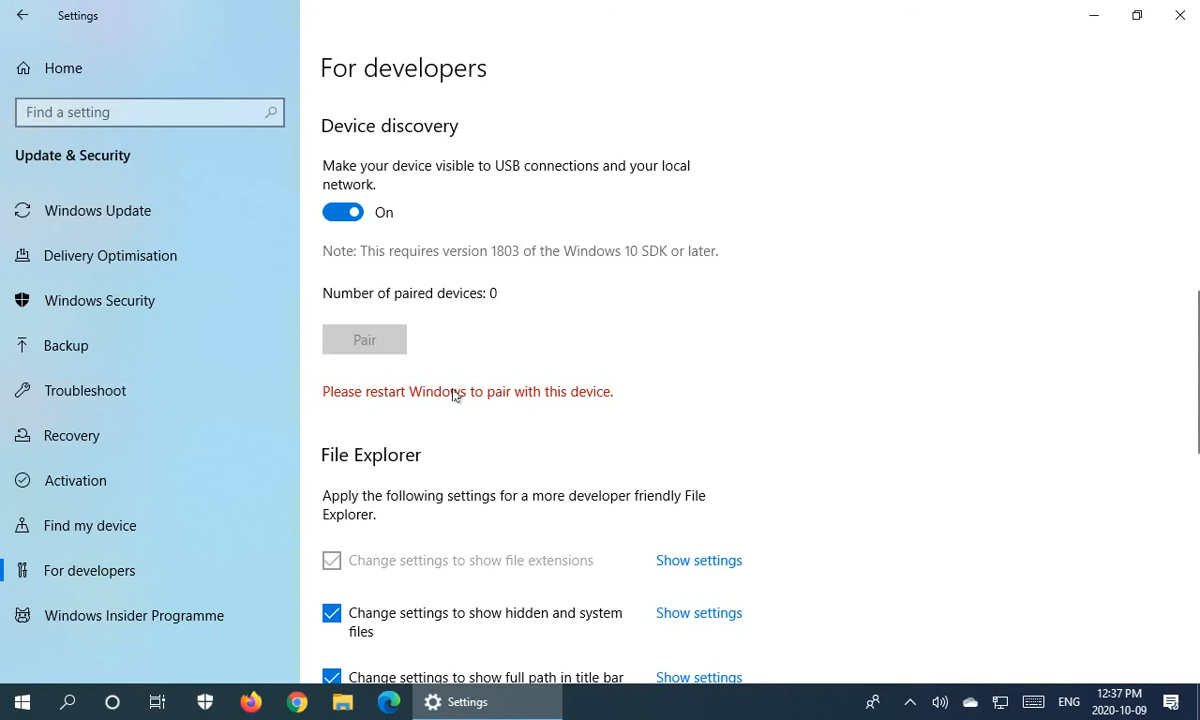 Settings
Home
Find a setting
Update & Security
Windows Update
Delivery Optimisation
Windows Security
Backup
Troubleshoot
Recovery
Activation
Find my device
For developers
Windows Insider Programme
For developers
Device discovery
Make your device visible to USB connections and your local
network.
On
Note: This requires version 1803 of the Windows 10 SDK or later.
Number of paired devices: 0
Pair
Please restart Windows to pair with this device.
File Explorer
Apply the following settings for a more developer friendly File
Explorer.
Change settings to show file extensions Show settings
Change settings to show hidden and system Show settings
files
Change settings to show full path in title bar Show settings
Settings
ENG
12:37 PM
2020-10-09